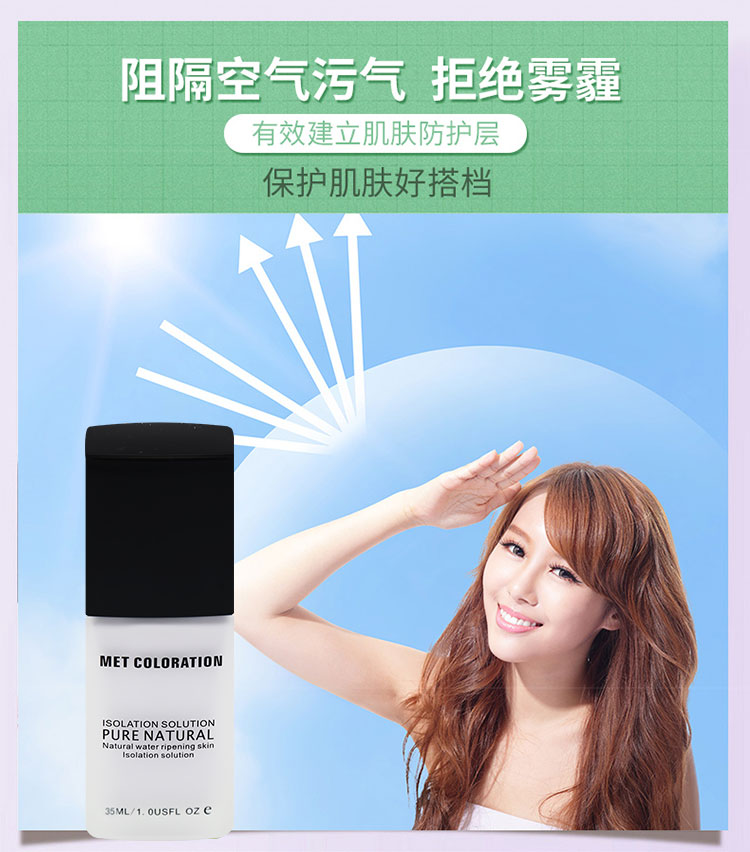 阻隔空气污气 拒绝雾霾
有效建立肌肤防护层
保护肌肤好搭档
MET COLORATION
ISOLATION SOLUTION
PURE NATURAL
Natural water ripening skin
Isolation solution
35ML/1. 0USFL OZ e